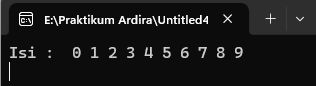 E:\Praktikum Ardira\Untitled4
Isi :  0 1 2 3 4 5 6 7 8 9